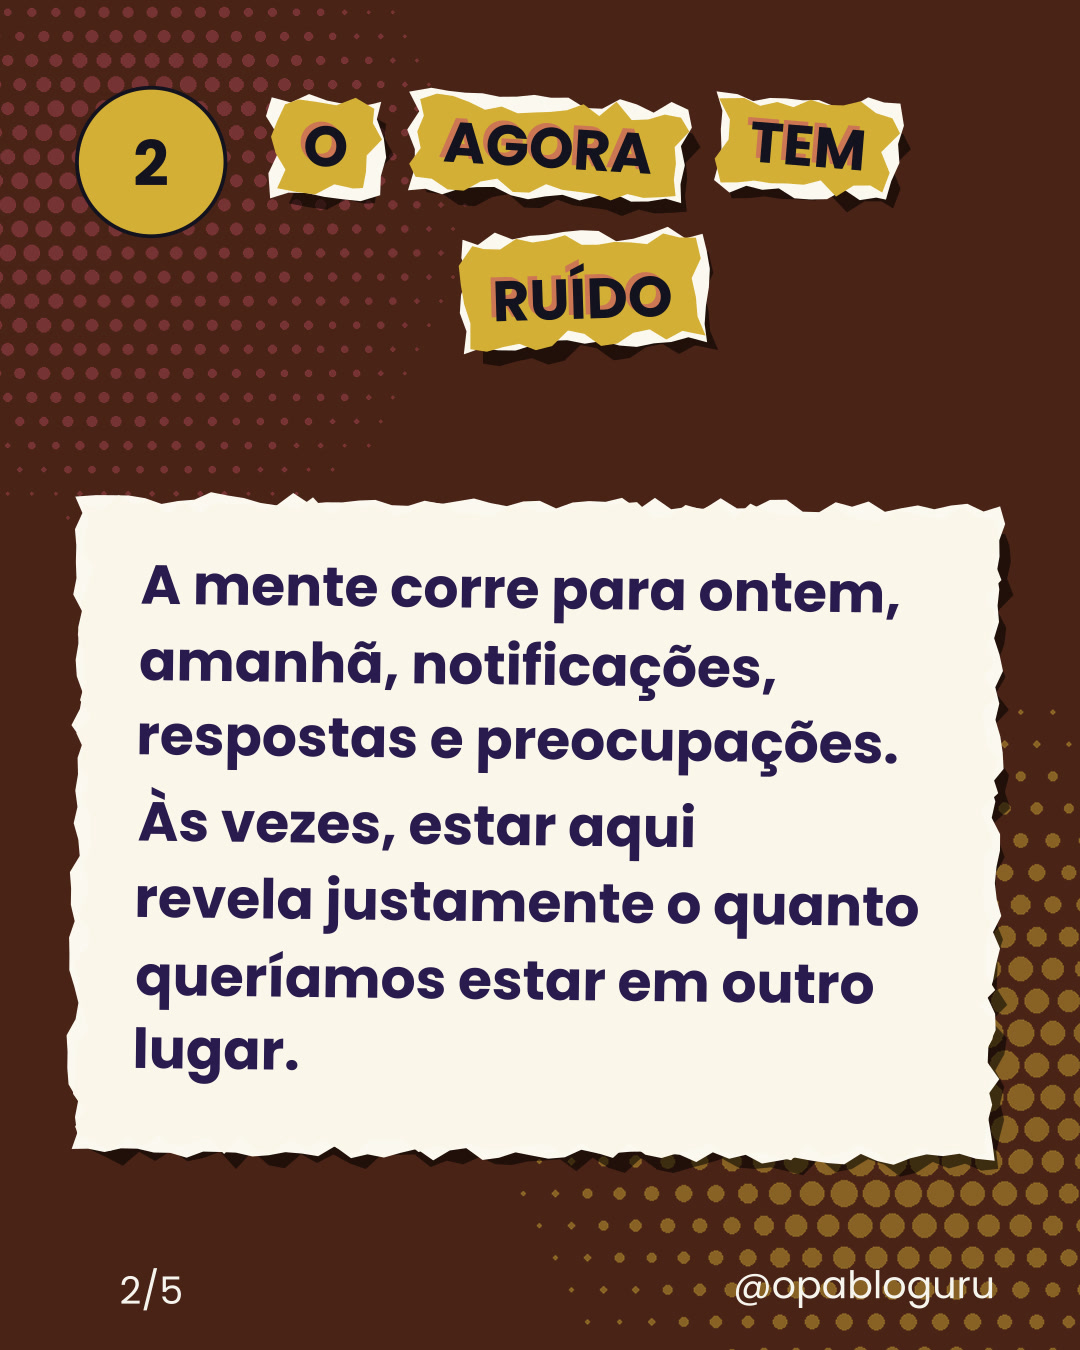 2
O AGORA TEM
RUÍDO
A mente corre para ontem,
amanhã, notificações,
respostas e preocupações.
Às vezes, estar aqui
revela justamente o quanto
queríamos estar em outro
lugar.
2/5
@opabloguru